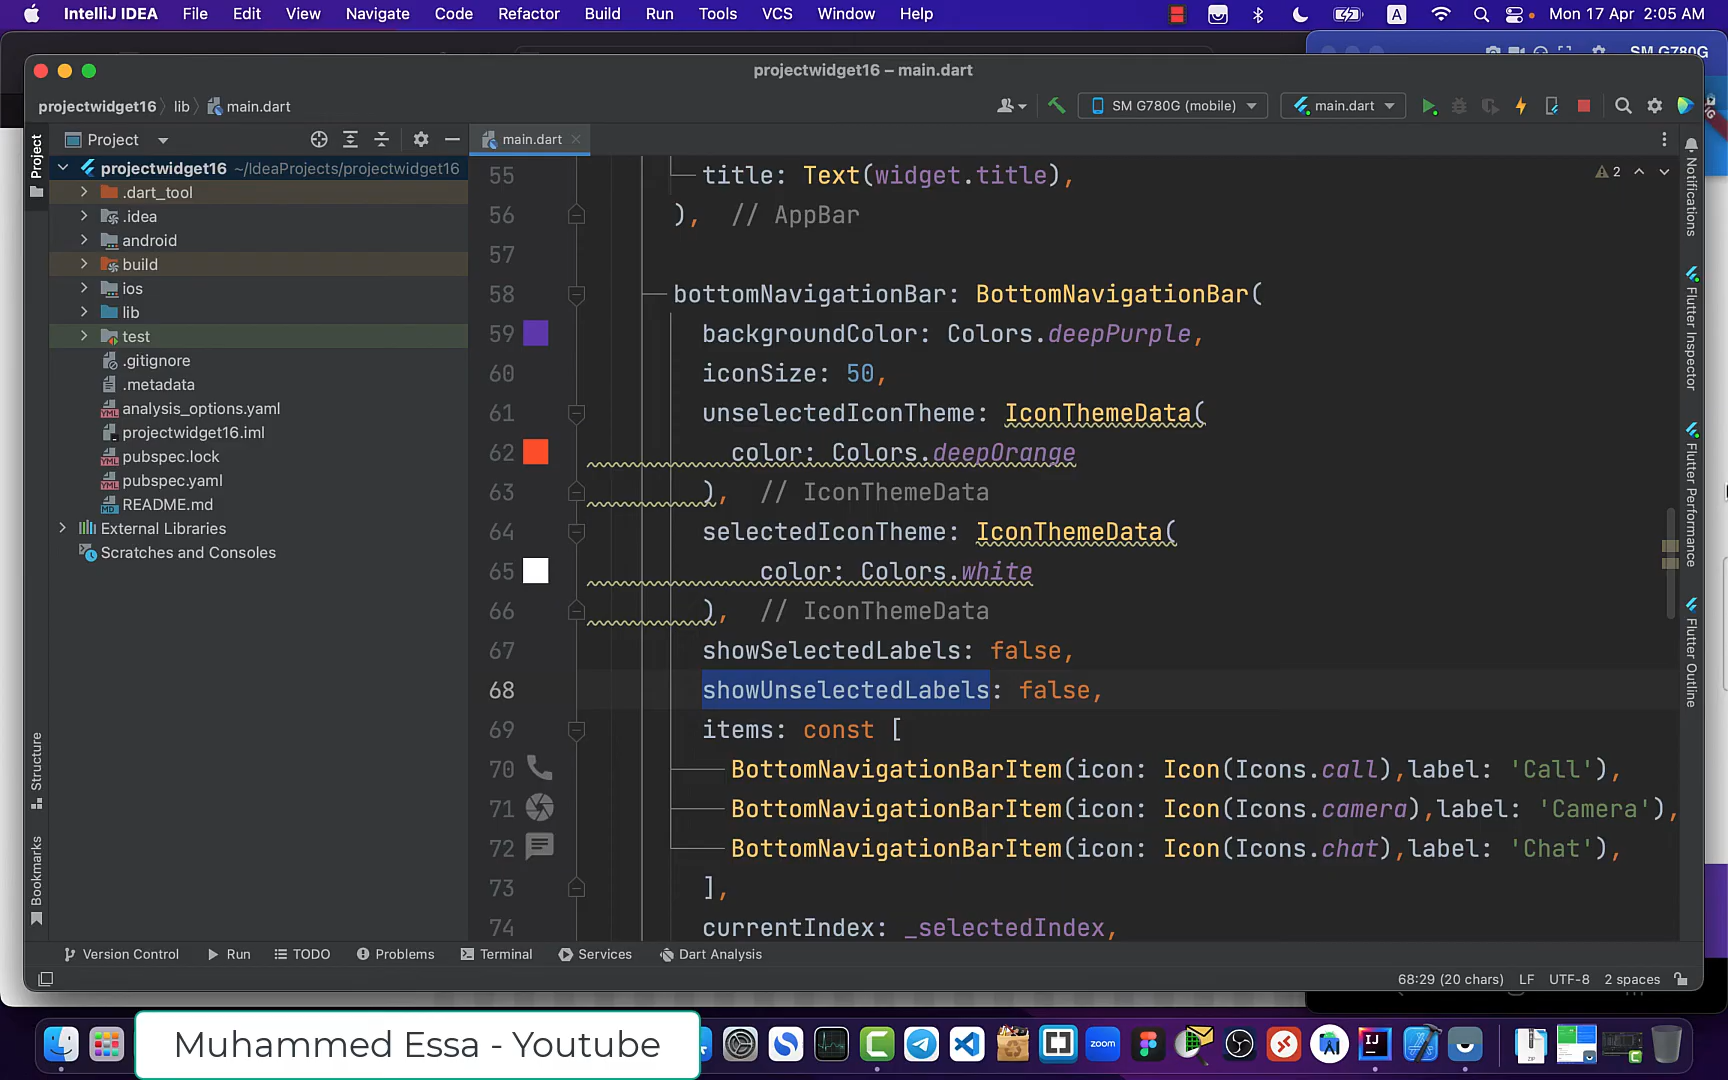 IntelliJ IDEA File Edit View Navigate Code Refactor Build Run Tools VCS Window Help A Mon 17 Apr 2:05 AM
SM G780G
projectwidget16 – main.dart
projectwidget16 lib main.dart SM G780G (mobile) main.dart
Project main.dart
projectwidget16 ~/IdeaProjects/projectwidget16
.dart_tool
.idea
android
build
ios
lib
test
.gitignore
.metadata
analysis_options.yaml
projectwidget16.iml
pubspec.lock
pubspec.yaml
README.md
External Libraries
Scratches and Consoles
Project
Structure
Bookmarks
2
55 title: Text(widget.title),
56 ), // AppBar
57
58 bottomNavigationBar: BottomNavigationBar(
59 backgroundColor: Colors.deepPurple,
60 iconSize: 50,
61 unselectedIconTheme: IconThemeData(
62 color: Colors.deepOrange
63 ), // IconThemeData
64 selectedIconTheme: IconThemeData(
65 color: Colors.white
66 ), // IconThemeData
67 showSelectedLabels: false,
68 showUnselectedLabels: false,
69 items: const [
70 BottomNavigationBarItem(icon: Icon(Icons.call),label: 'Call'),
71 BottomNavigationBarItem(icon: Icon(Icons.camera),label: 'Camera'),
72 BottomNavigationBarItem(icon: Icon(Icons.chat),label: 'Chat'),
73 ],
74 currentIndex: _selectedIndex,
Notifications
Flutter Inspector
Flutter Performance
Flutter Outline
Version Control Run TODO Problems Terminal Services Dart Analysis
68:29 (20 chars) LF UTF-8 2 spaces
Muhammed Essa - Youtube
zoom
IJ
ZIP